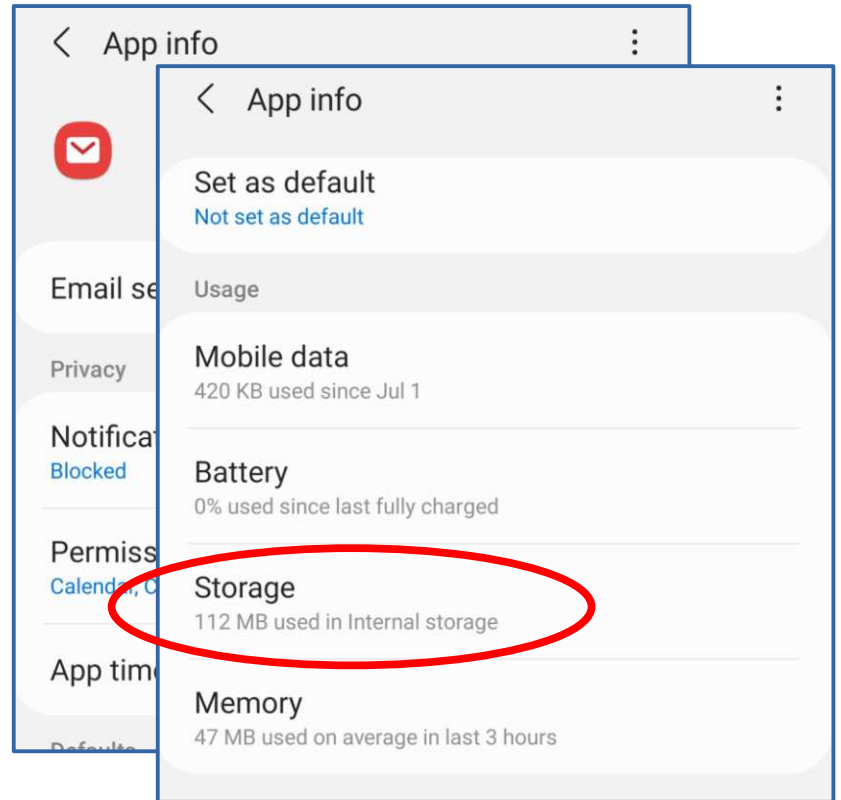 App info
Email se
Privacy
Notificat
Blocked
Permiss
Calendar, C
App time
Defaults
App info
Set as default
Not set as default
Usage
Mobile data
420 KB used since Jul 1
Battery
0% used since last fully charged
Storage
112 MB used in Internal storage
Memory
47 MB used on average in last 3 hours